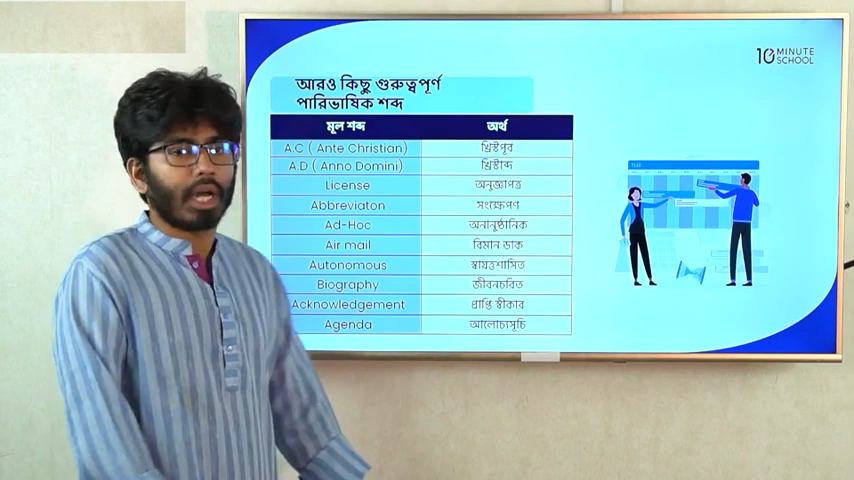 10 MINUTE SCHOOL
আরও কিছু গুরুত্বপূর্ণ
পারিভাষিক শব্দ
মূল শব্দ অর্থ
A.C ( Ante Christian) খ্রিস্টপূর্ব
A.D ( Anno Domini) খ্রিস্টাব্দ
License অনুজ্ঞাপত্র
Abbreviaton সংক্ষেপণ
Ad-Hoc অনানুষ্ঠানিক
Air mail বিমান ডাক
Autonomous স্বায়ত্তশাসিত
Biography জীবনচরিত
Acknowledgement প্রাপ্তি স্বীকার
Agenda আলোচ্যসূচি